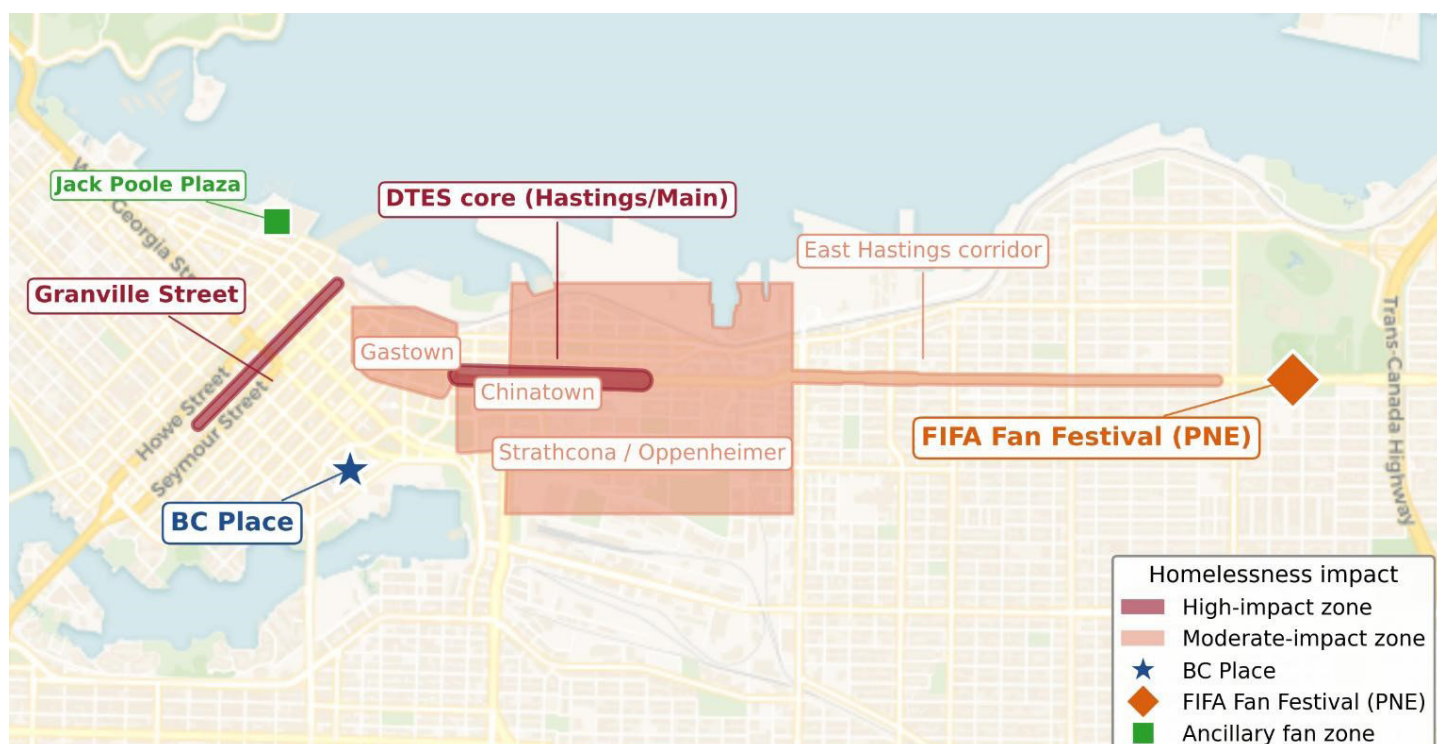 Jack Poole Plaza
DTES core (Hastings/Main)
Georgia Str
East Hastings corridor
Granville Street
Trans-Canada Highway
Gastown
Chinatown
Howe Street
Seymour Street
FIFA Fan Festival (PNE)
Strathcona / Oppenheimer
BC Place
Homelessness impact
High-impact zone
Moderate-impact zone
BC Place
FIFA Fan Festival (PNE)
Ancillary fan zone